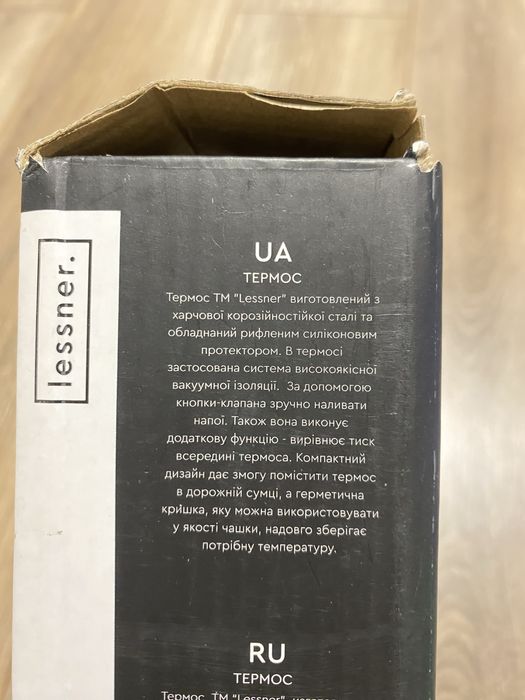 lessner.
UA
ТЕРМОС
Термос ТМ "Lessner" виготовлений з
харчової корозійностійкої сталі та
обладнаний рифленим силіконовим
протектором. В термосі
застосована система високоякісної
вакуумної ізоляції. За допомогою
кнопки-клапана зручно наливати
напої. Також вона виконує
додаткову функцію - вирівнює тиск
всередині термоса. Компактний
дизайн дає змогу помістити термос
в дорожній сумці, а герметична
кришка, яку можна використовувати
у якості чашки, надовго зберігає
потрібну температуру.
RU
ТЕРМОС
Термос ТМ "Lessner"